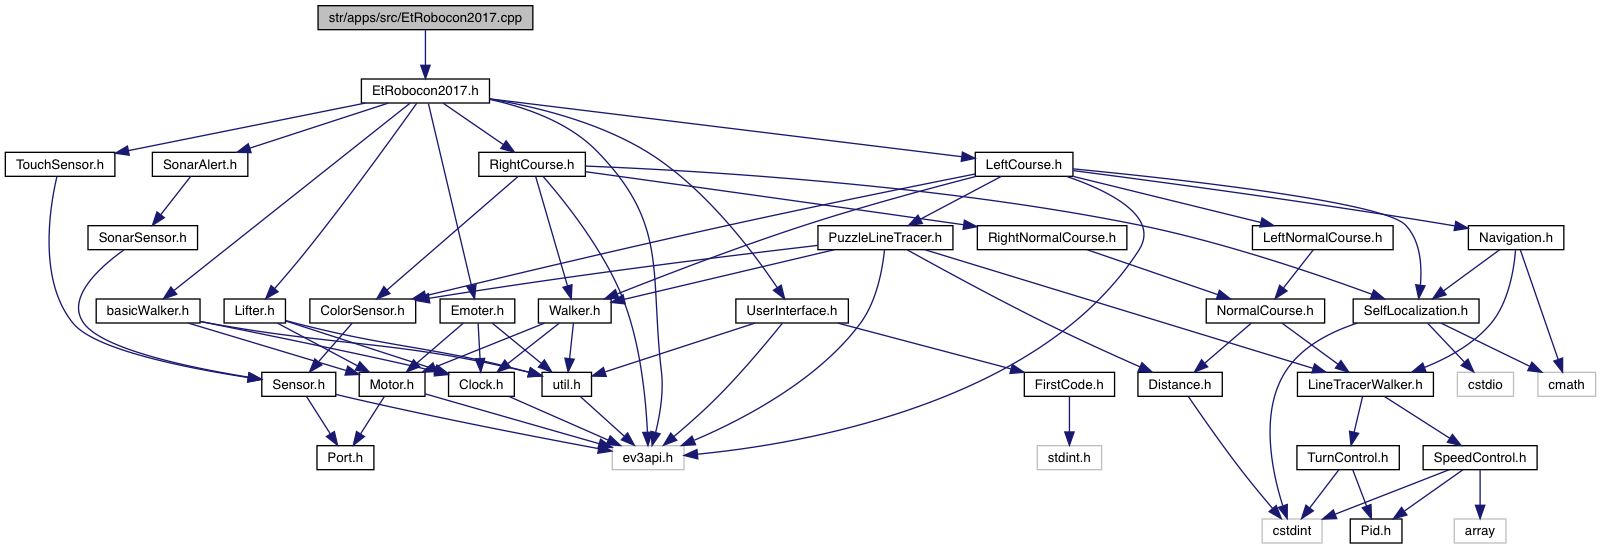 str/apps/src/EtRobocon2017.cpp
EtRobocon2017.h
TouchSensor.h
SonarAlert.h
RightCourse.h
LeftCourse.h
SonarSensor.h
PuzzleLineTracer.h
RightNormalCourse.h
LeftNormalCourse.h
Navigation.h
basicWalker.h
Lifter.h
ColorSensor.h
Emoter.h
Walker.h
UserInterface.h
NormalCourse.h
SelfLocalization.h
Sensor.h
Motor.h
Clock.h
util.h
FirstCode.h
Distance.h
LineTracerWalker.h
cstdio
cmath
Port.h
ev3api.h
stdint.h
TurnControl.h
SpeedControl.h
cstdint
Pid.h
array